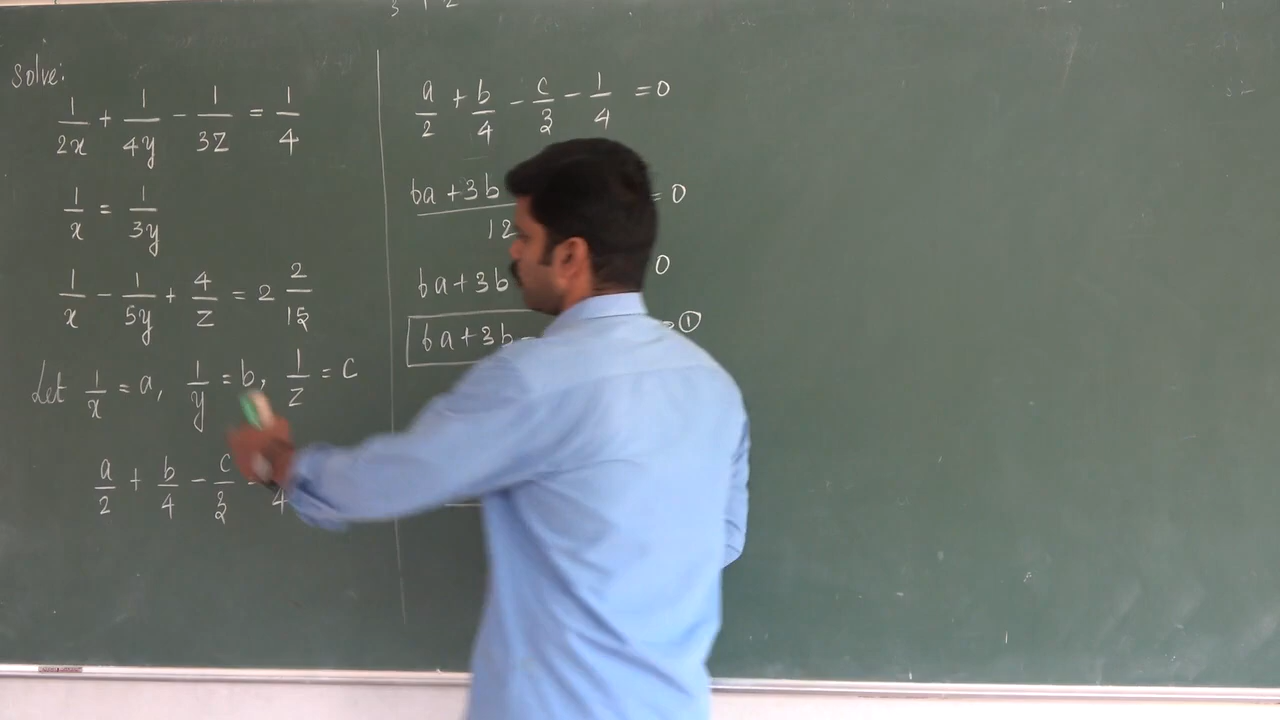 Solve:
1/2x + 1/4y - 1/3z = 1/4
1/x = 1/3y
1/x - 1/5y + 4/z = 2 2/15
Let 1/x = a, 1/y = b, 1/z = c
a/2 + b/4 - c/3 - 4
a/2 + b/4 - c/3 - 1/4 = 0
6a + 3b = 0
12
6a + 3b 0
6a + 3b - ①